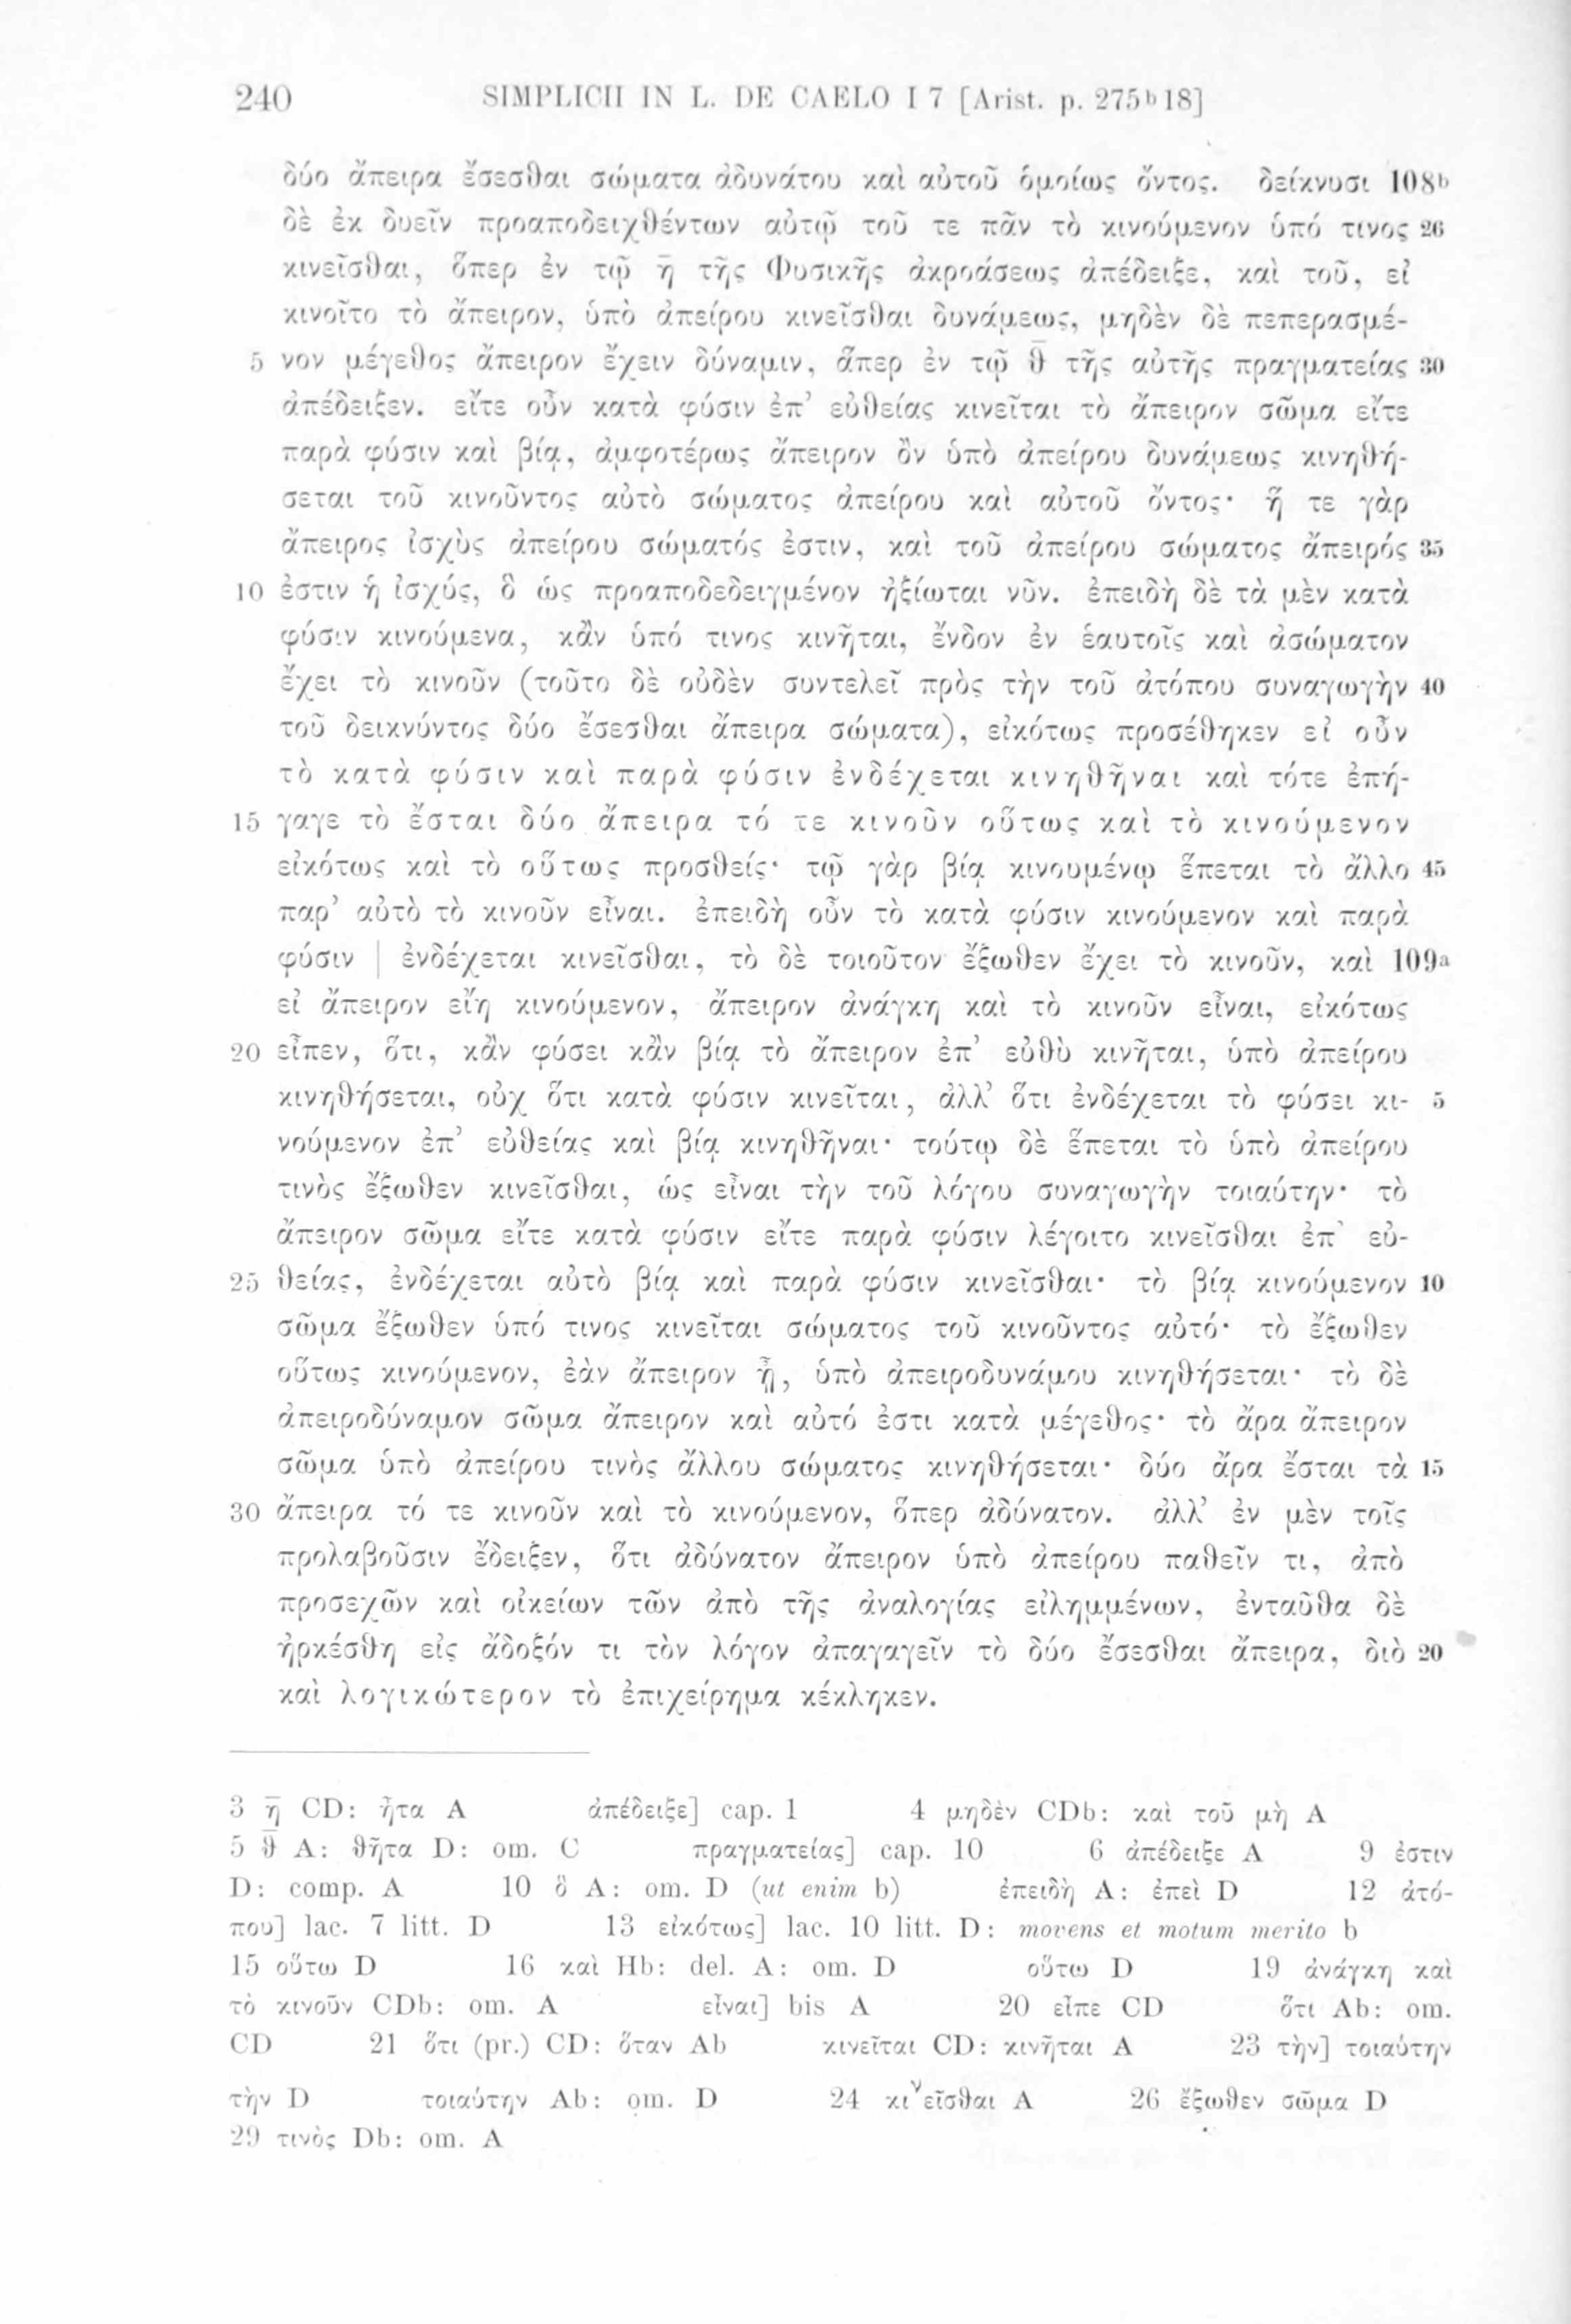 240 SIMPLICII IN L. DE CAELO I 7 [Arist. p. 275ᵇ18]
δύο ἄπειρα ἔσεσθαι σώματα ἀδυνάτου καὶ αὐτοῦ ὁμοίως ὄντος. δείκνυσι 108ᵇ
δὲ ἐκ δυεῖν προαποδειχθέντων αὐτῷ τοῦ τε πᾶν τὸ κινούμενον ὑπό τινος 26
κινεῖσθαι, ὅπερ ἐν τῷ η̄ τῆς Φυσικῆς ἀκροάσεως ἀπέδειξε, καὶ τοῦ, εἰ
κινοῖτο τὸ ἄπειρον, ὑπὸ ἀπείρου κινεῖσθαι δυνάμεως, μηδὲν δὲ πεπερασμέ-
5 νον μέγεθος ἄπειρον ἔχειν δύναμιν, ἅπερ ἐν τῷ θ̄ τῆς αὐτῆς πραγματείας 30
ἀπέδειξεν. εἴτε οὖν κατὰ φύσιν ἐπ’ εὐθείας κινεῖται τὸ ἄπειρον σῶμα εἴτε
παρὰ φύσιν καὶ βίᾳ, ἀμφοτέρως ἄπειρον ὂν ὑπὸ ἀπείρου δυνάμεως κινηθή-
σεται τοῦ κινοῦντος αὐτὸ σώματος ἀπείρου καὶ αὐτοῦ ὄντος· ἥ τε γὰρ
ἄπειρος ἰσχὺς ἀπείρου σώματός ἐστιν, καὶ τοῦ ἀπείρου σώματος ἄπειρός 35
10 ἐστιν ἡ ἰσχύς, ὃ ὡς προαποδεδειγμένον ἠξίωται νῦν. ἐπειδὴ δὲ τὰ μὲν κατὰ
φύσιν κινούμενα, κἂν ὑπό τινος κινῆται, ἔνδον ἐν ἑαυτοῖς καὶ ἀσώματον
ἔχει τὸ κινοῦν (τοῦτο δὲ οὐδὲν συντελεῖ πρὸς τὴν τοῦ ἀτόπου συναγωγὴν 40
τοῦ δεικνύντος δύο ἔσεσθαι ἄπειρα σώματα), εἰκότως προσέθηκεν εἰ οὖν
τὸ κατὰ φύσιν καὶ παρὰ φύσιν ἐνδέχεται κινηθῆναι καὶ τότε ἐπή-
15 γαγε τὸ ἔσται δύο ἄπειρα τό τε κινοῦν οὕτως καὶ τὸ κινούμενον
εἰκότως καὶ τὸ οὕτως προσθείς· τῷ γὰρ βίᾳ κινουμένῳ ἕπεται τὸ ἄλλο 45
παρ’ αὐτὸ τὸ κινοῦν εἶναι. ἐπειδὴ οὖν τὸ κατὰ φύσιν κινούμενον καὶ παρὰ
φύσιν | ἐνδέχεται κινεῖσθαι, τὸ δὲ τοιοῦτον ἔξωθεν ἔχει τὸ κινοῦν, καὶ 109ᵃ
εἰ ἄπειρον εἴη κινούμενον, ἄπειρον ἀνάγκη καὶ τὸ κινοῦν εἶναι, εἰκότως
20 εἶπεν, ὅτι, κἂν φύσει κἂν βίᾳ τὸ ἄπειρον ἐπ’ εὐθὺ κινῆται, ὑπὸ ἀπείρου
κινηθήσεται, οὐχ ὅτι κατὰ φύσιν κινεῖται, ἀλλ’ ὅτι ἐνδέχεται τὸ φύσει κι- 5
νούμενον ἐπ’ εὐθείας καὶ βίᾳ κινηθῆναι· τούτῳ δὲ ἕπεται τὸ ὑπὸ ἀπείρου
τινὸς ἔξωθεν κινεῖσθαι, ὡς εἶναι τὴν τοῦ λόγου συναγωγὴν τοιαύτην· τὸ
ἄπειρον σῶμα εἴτε κατὰ φύσιν εἴτε παρὰ φύσιν λέγοιτο κινεῖσθαι ἐπ’ εὐ-
25 θείας, ἐνδέχεται αὐτὸ βίᾳ καὶ παρὰ φύσιν κινεῖσθαι· τὸ βίᾳ κινούμενον 10
σῶμα ἔξωθεν ὑπό τινος κινεῖται σώματος τοῦ κινοῦντος αὐτό· τὸ ἔξωθεν
οὕτως κινούμενον, ἐὰν ἄπειρον ᾖ, ὑπὸ ἀπειροδυνάμου κινηθήσεται· τὸ δὲ
ἀπειροδύναμον σῶμα ἄπειρον καὶ αὐτό ἐστι κατὰ μέγεθος· τὸ ἄρα ἄπειρον
σῶμα ὑπὸ ἀπείρου τινὸς ἄλλου σώματος κινηθήσεται· δύο ἄρα ἔσται τὰ 15
30 ἄπειρα τό τε κινοῦν καὶ τὸ κινούμενον, ὅπερ ἀδύνατον. ἀλλ’ ἐν μὲν τοῖς
προλαβοῦσιν ἔδειξεν, ὅτι ἀδύνατον ἄπειρον ὑπὸ ἀπείρου παθεῖν τι, ἀπὸ
προσεχῶν καὶ οἰκείων τῶν ἀπὸ τῆς ἀναλογίας εἰλημμένων, ἐνταῦθα δὲ
ἠρκέσθη εἰς ἄδοξόν τι τὸν λόγον ἀπαγαγεῖν τὸ δύο ἔσεσθαι ἄπειρα, διὸ 20
καὶ λογικώτερον τὸ ἐπιχείρημα κέκληκεν.
3 η̄ CD: ἦτα A ἀπέδειξε] cap. 1 4 μηδὲν CDb: καὶ τοῦ μὴ A
5 θ̄ A: θῆτα D: om. C πραγματείας] cap. 10 6 ἀπέδειξε A 9 ἐστιν
D: comp. A 10 ὃ A: om. D (ut enim b) ἐπειδὴ A: ἐπεὶ D 12 ἀτό-
που] lac. 7 litt. D 13 εἰκότως] lac. 10 litt. D: movens et motum merito b
15 οὕτω D 16 καὶ Hb: del. A: om. D οὕτω D 19 ἀνάγκη καὶ
τὸ κινοῦν CDb: om. A εἶναι] bis A 20 εἶπε CD ὅτι Ab: om.
CD 21 ὅτι (pr.) CD: ὅταν Ab κινεῖται CD: κινῆται A 23 τὴν] τοιαύτην
τὴν D τοιαύτην Ab: om. D 24 κιᵛεῖσθαι A 26 ἔξωθεν σῶμα D
29 τινὸς Db: om. A